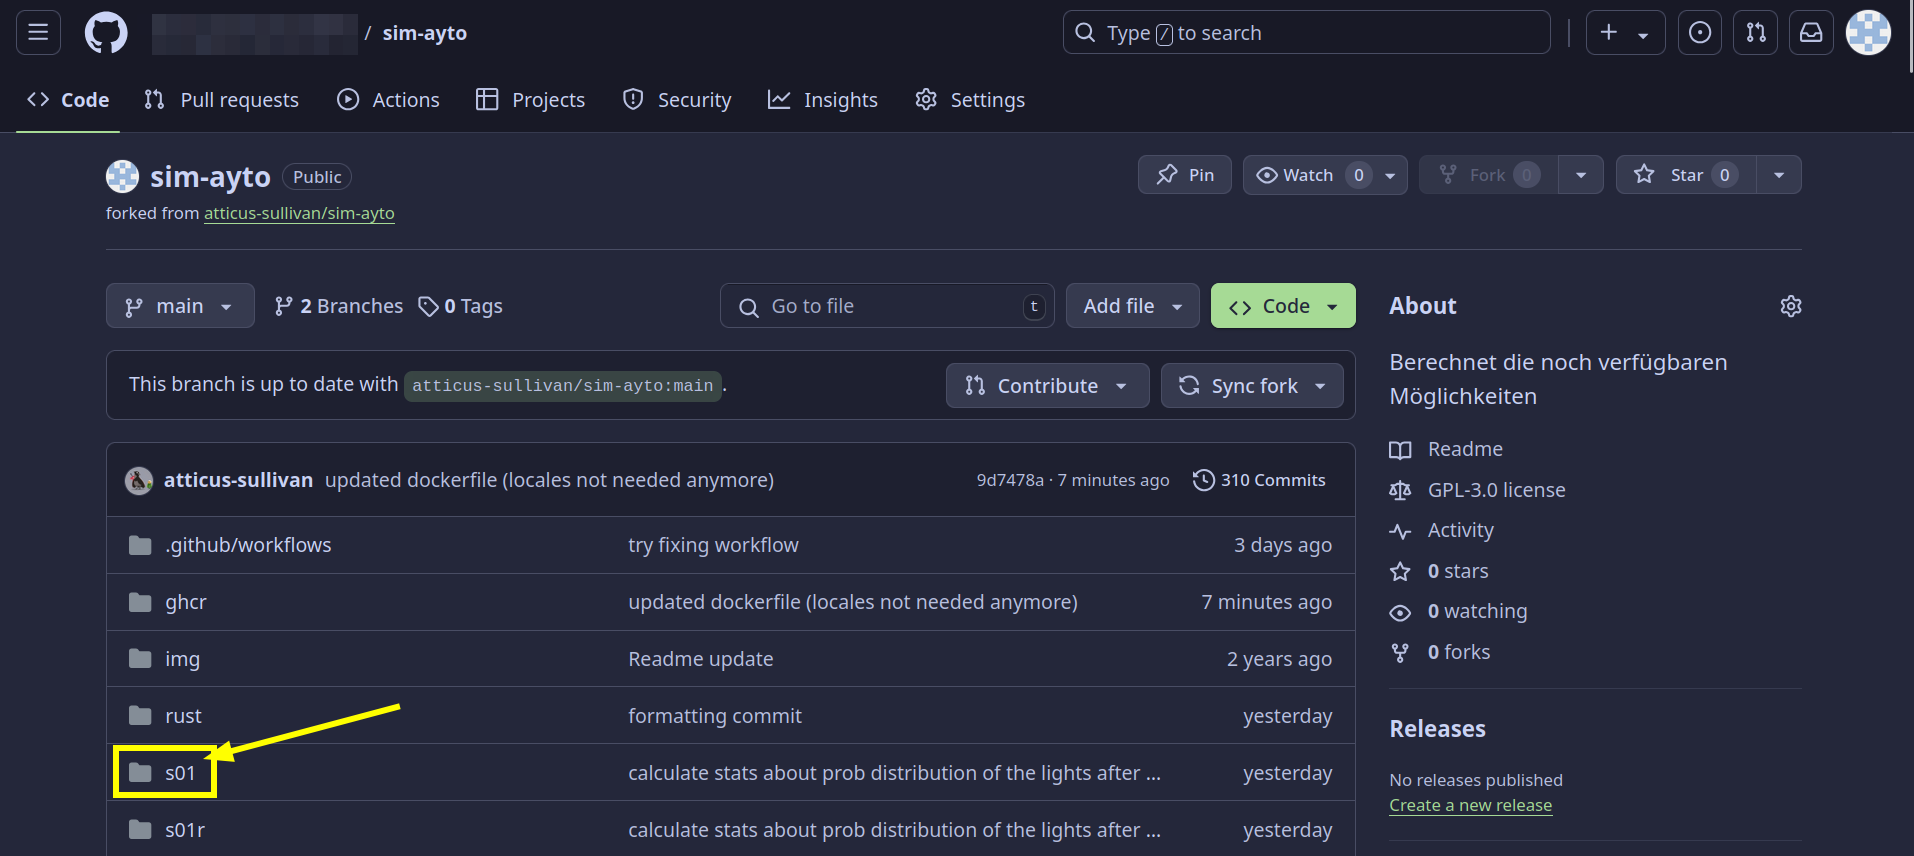 / sim-ayto
Type / to search
Code Pull requests Actions Projects Security Insights Settings
sim-ayto Public
Pin Watch 0 Fork 0 Star 0
forked from atticus-sullivan/sim-ayto
main 2 Branches 0 Tags Go to file t Add file Code
This branch is up to date with atticus-sullivan/sim-ayto:main . Contribute Sync fork
atticus-sullivan updated dockerfile (locales not needed anymore) 9d7478a · 7 minutes ago 310 Commits
.github/workflows try fixing workflow 3 days ago
ghcr updated dockerfile (locales not needed anymore) 7 minutes ago
img Readme update 2 years ago
rust formatting commit yesterday
s01 calculate stats about prob distribution of the lights after ... yesterday
s01r calculate stats about prob distribution of the lights after ... yesterday
About
Berechnet die noch verfügbaren
Möglichkeiten
Readme
GPL-3.0 license
Activity
0 stars
0 watching
0 forks
Releases
No releases published
Create a new release